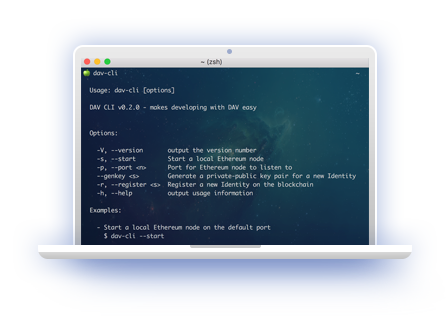 ~ (zsh)
dav-cli ~
Usage: dav-cli [options]
DAV CLI v0.2.0 - makes developing with DAV easy
Options:
-V, --version output the version number
-s, --start Start a local Ethereum node
-p, --port <n> Port for Ethereum node to listen to
--genkey <s> Generate a private-public key pair for a new Identity
-r, --register <s> Register a new Identity on the blockchain
-h, --help output usage information
Examples:
- Start a local Ethereum node on the default port
$ dav-cli --start